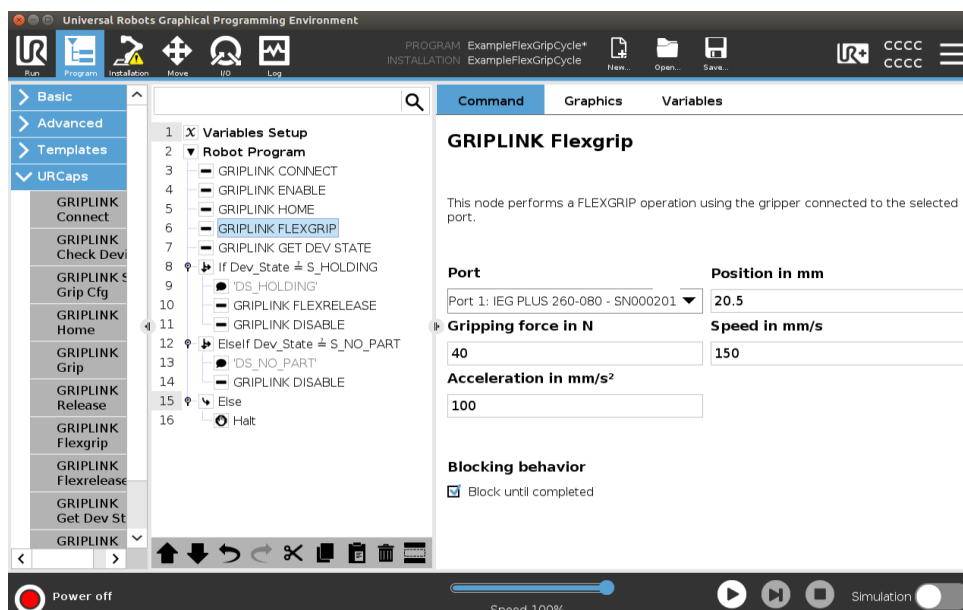 Universal Robots Graphical Programming Environment
PROGRAM ExampleFlexGripCycle*
INSTALLATION ExampleFlexGripCycle
Run
Program
Installation
Move
I/O
Log
New...
Open...
Save...
UR
UR+
CCCC
CCCC
Basic
Advanced
Templates
URCaps
GRIPLINK
Connect
GRIPLINK
Check Devi
GRIPLINK S
Grip Cfg
GRIPLINK
Home
GRIPLINK
Grip
GRIPLINK
Release
GRIPLINK
Flexgrip
GRIPLINK
Flexrelease
GRIPLINK
Get Dev St
GRIPLINK
1 X Variables Setup
2 Robot Program
3 GRIPLINK CONNECT
4 GRIPLINK ENABLE
5 GRIPLINK HOME
6 GRIPLINK FLEXGRIP
7 GRIPLINK GET DEV STATE
8 If Dev_State ≟ S_HOLDING
9 'DS_HOLDING'
10 GRIPLINK FLEXRELEASE
11 GRIPLINK DISABLE
12 ElseIf Dev_State ≟ S_NO_PART
13 'DS_NO_PART'
14 GRIPLINK DISABLE
15 Else
16 Halt
Command Graphics Variables
GRIPLINK Flexgrip
This node performs a FLEXGRIP operation using the gripper connected to the selected
port.
Port Position in mm
Port 1: IEG PLUS 260-080 - SN000201 20.5
Gripping force in N Speed in mm/s
40 150
Acceleration in mm/s²
100
Blocking behavior
Block until completed
Power off
Speed 100%
Simulation